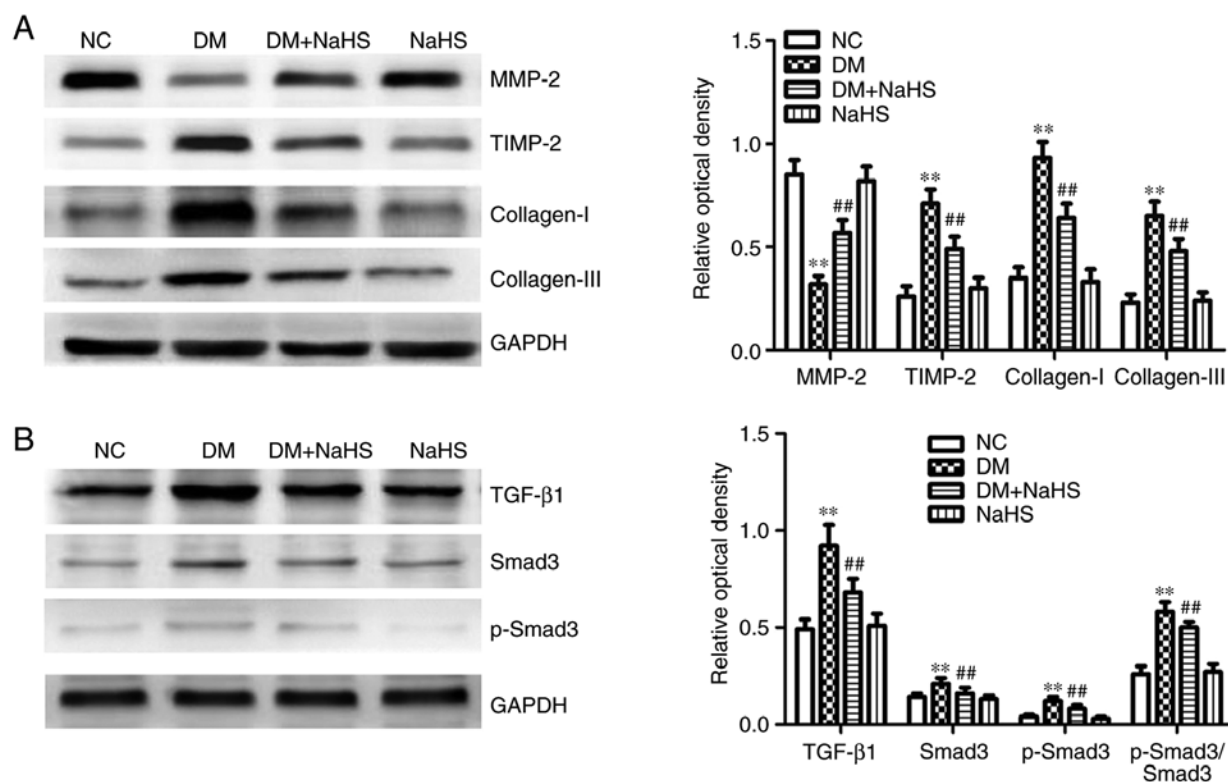 A
NC DM DM+NaHS NaHS
MMP-2
TIMP-2
Collagen-I
Collagen-III
GAPDH
Relative optical density
1.5
1.0
0.5
0.0
NC
DM
DM+NaHS
NaHS
** ## ** ## ** ## ** ##
MMP-2 TIMP-2 Collagen-I Collagen-III
B
NC DM DM+NaHS NaHS
TGF-β1
Smad3
p-Smad3
GAPDH
Relative optical density
1.5
1.0
0.5
0.0
NC
DM
DM+NaHS
NaHS
** ## ** ## ** ## ** ##
TGF-β1 Smad3 p-Smad3 p-Smad3/
Smad3